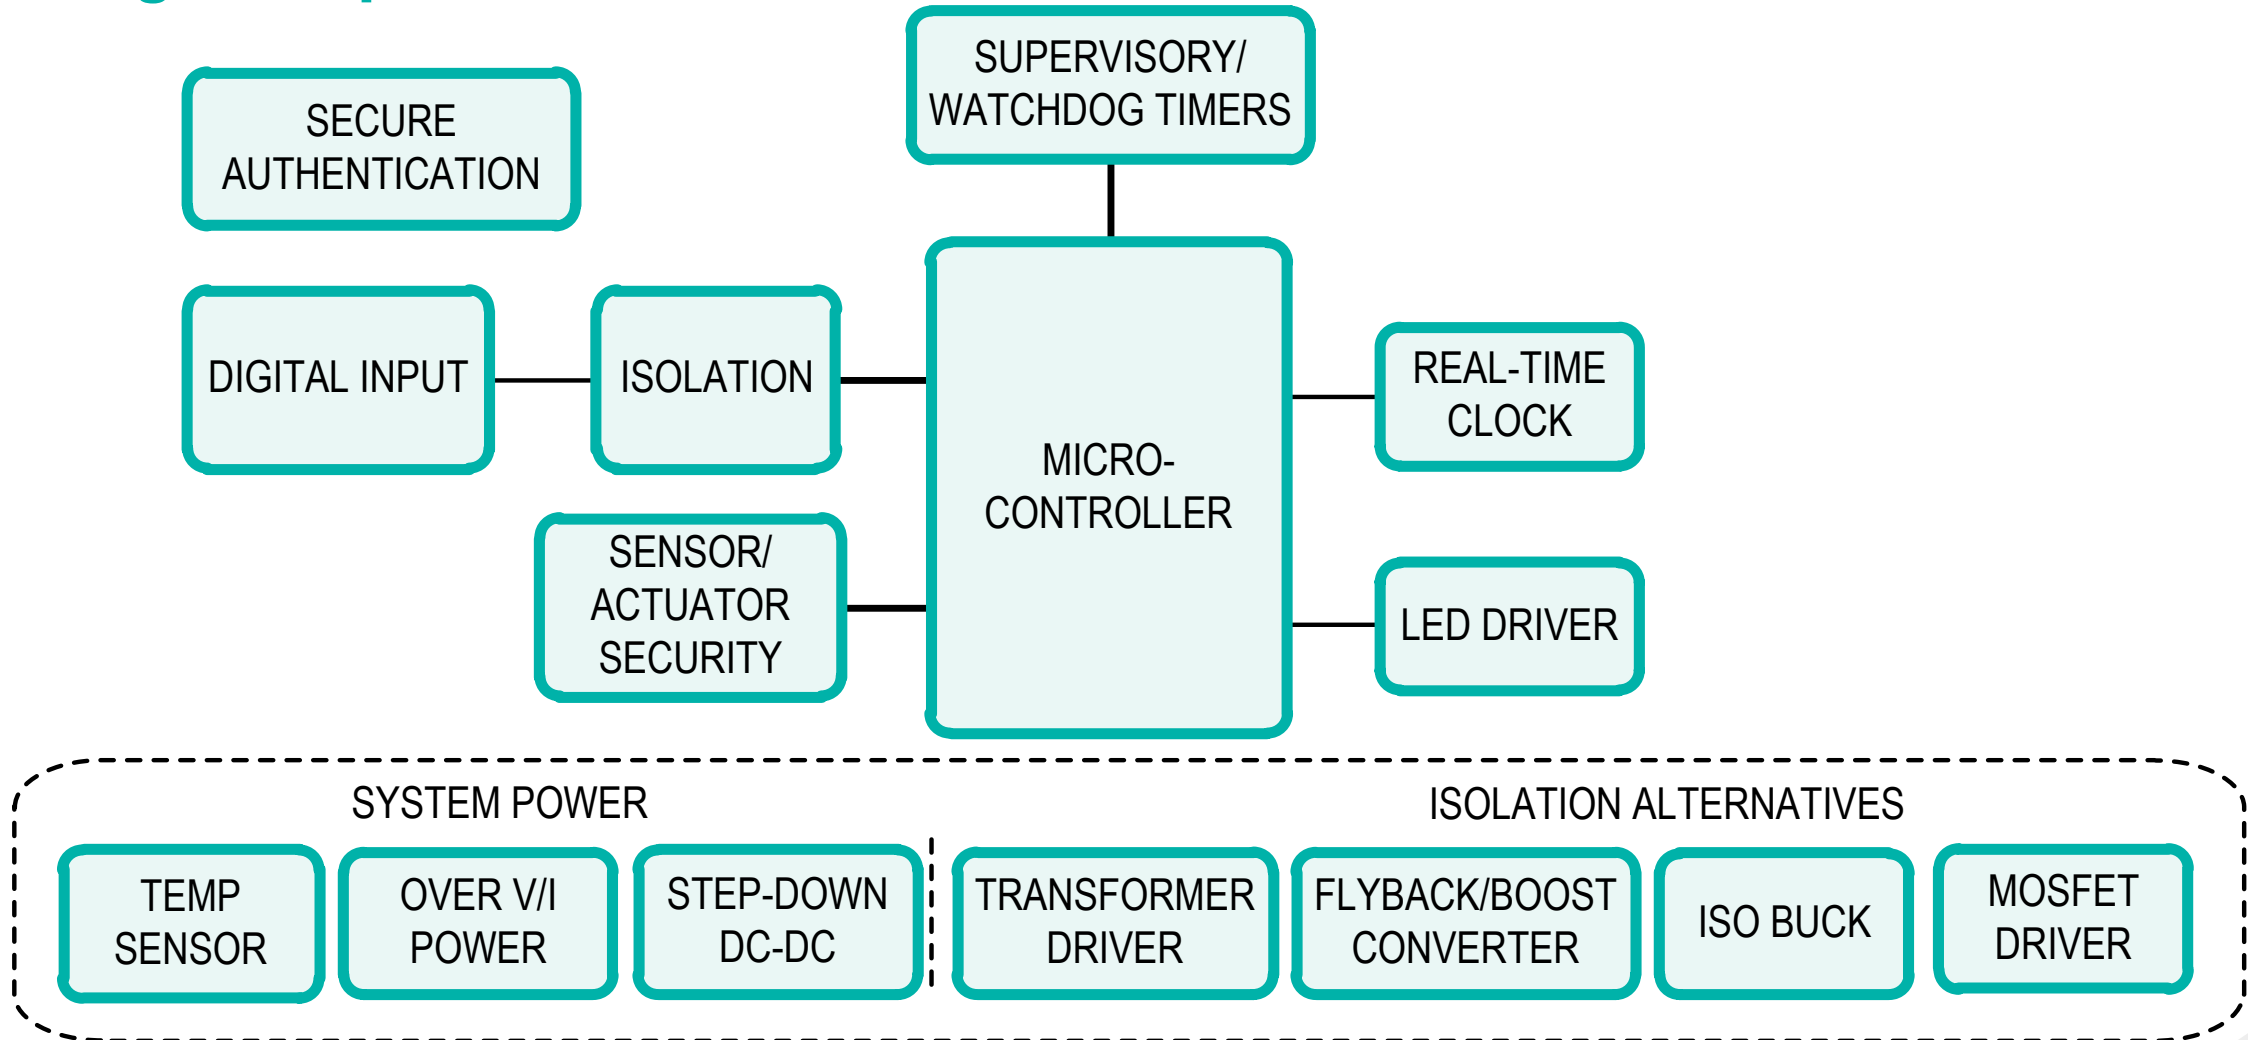 SUPERVISORY/
WATCHDOG TIMERS
SECURE
AUTHENTICATION
DIGITAL INPUT
ISOLATION
MICRO-
CONTROLLER
REAL-TIME
CLOCK
SENSOR/
ACTUATOR
SECURITY
LED DRIVER
SYSTEM POWER
ISOLATION ALTERNATIVES
TEMP
SENSOR
OVER V/I
POWER
STEP-DOWN
DC-DC
TRANSFORMER
DRIVER
FLYBACK/BOOST
CONVERTER
ISO BUCK
MOSFET
DRIVER